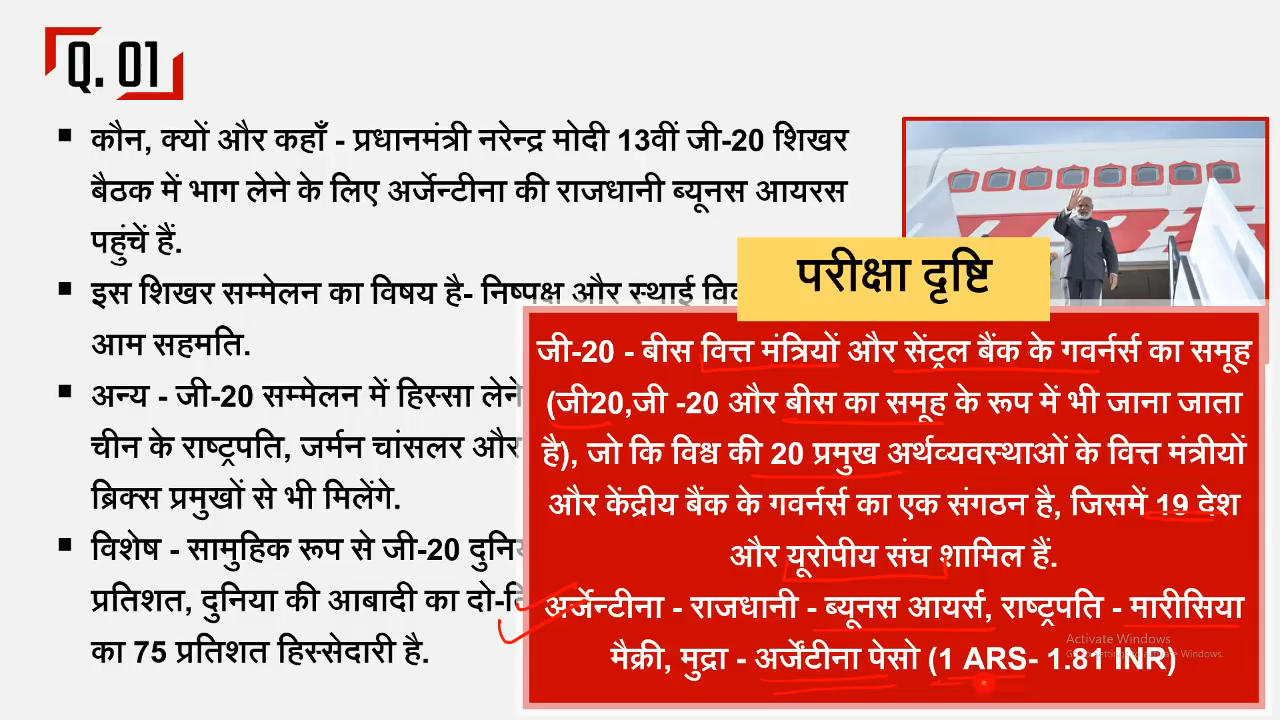 Q. 01
कौन, क्यों और कहाँ - प्रधानमंत्री नरेन्द्र मोदी 13वीं जी-20 शिखर
बैठक में भाग लेने के लिए अर्जेन्टीना की राजधानी ब्यूनस आयरस
पहुंचें हैं.
इस शिखर सम्मेलन का विषय है- निष्पक्ष और स्थाई
आम सहमति.
अन्य - जी-20 सम्मेलन में हिस्सा लेने
चीन के राष्ट्रपति, जर्मन चांसलर और
ब्रिक्स प्रमुखों से भी मिलेंगे.
विशेष - सामुहिक रूप से जी-20
प्रतिशत, दुनिया की आबादी का
का 75 प्रतिशत हिस्सेदारी है.
परीक्षा दृष्टि
जी-20 - बीस वित्त मंत्रियों और सेंट्रल बैंक के गवर्नर्स का समूह
(जी20,जी -20 और बीस का समूह के रूप में भी जाना जाता
है), जो कि विश्व की 20 प्रमुख अर्थव्यवस्थाओं के वित्त मंत्रीयों
और केंद्रीय बैंक के गवर्नर्स का एक संगठन है, जिसमें 19 देश
और यूरोपीय संघ शामिल हैं.
अर्जेन्टीना - राजधानी - ब्यूनस आयर्स, राष्ट्रपति - मारीसिया
मैक्री, मुद्रा - अर्जेंटीना पेसो (1 ARS- 1.81 INR)
Activate Windows